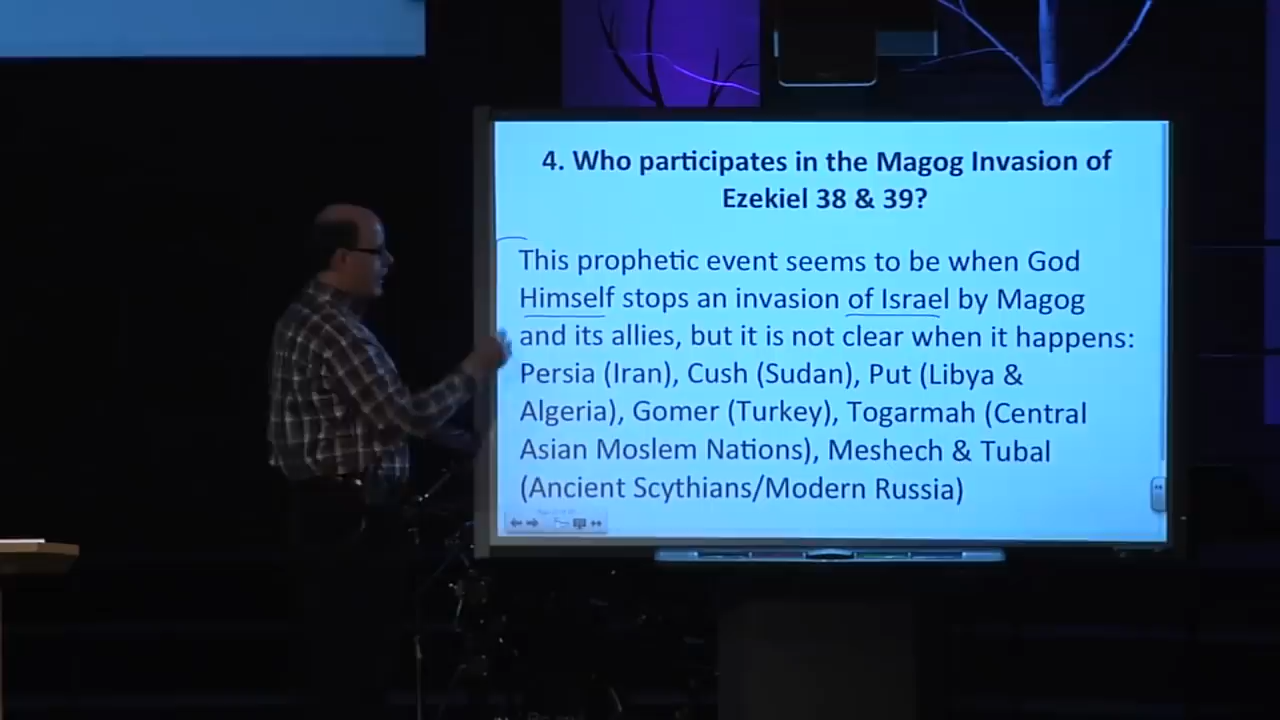 4. Who participates in the Magog Invasion of
Ezekiel 38 & 39?
This prophetic event seems to be when God
Himself stops an invasion of Israel by Magog
and its allies, but it is not clear when it happens:
Persia (Iran), Cush (Sudan), Put (Libya &
Algeria), Gomer (Turkey), Togarmah (Central
Asian Moslem Nations), Meshech & Tubal
(Ancient Scythians/Modern Russia)